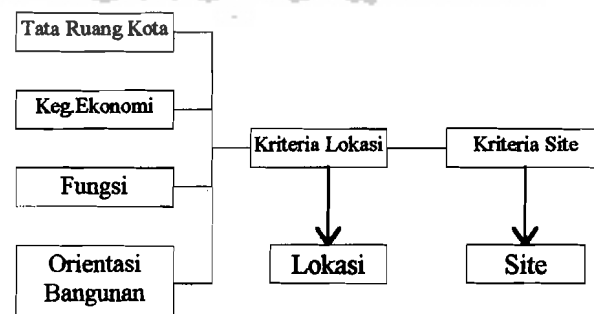 Tata Ruang Kota
Keg.Ekonomi
Fungsi
Orientasi
Bangunan
Kriteria Lokasi
Kriteria Site
Lokasi
Site